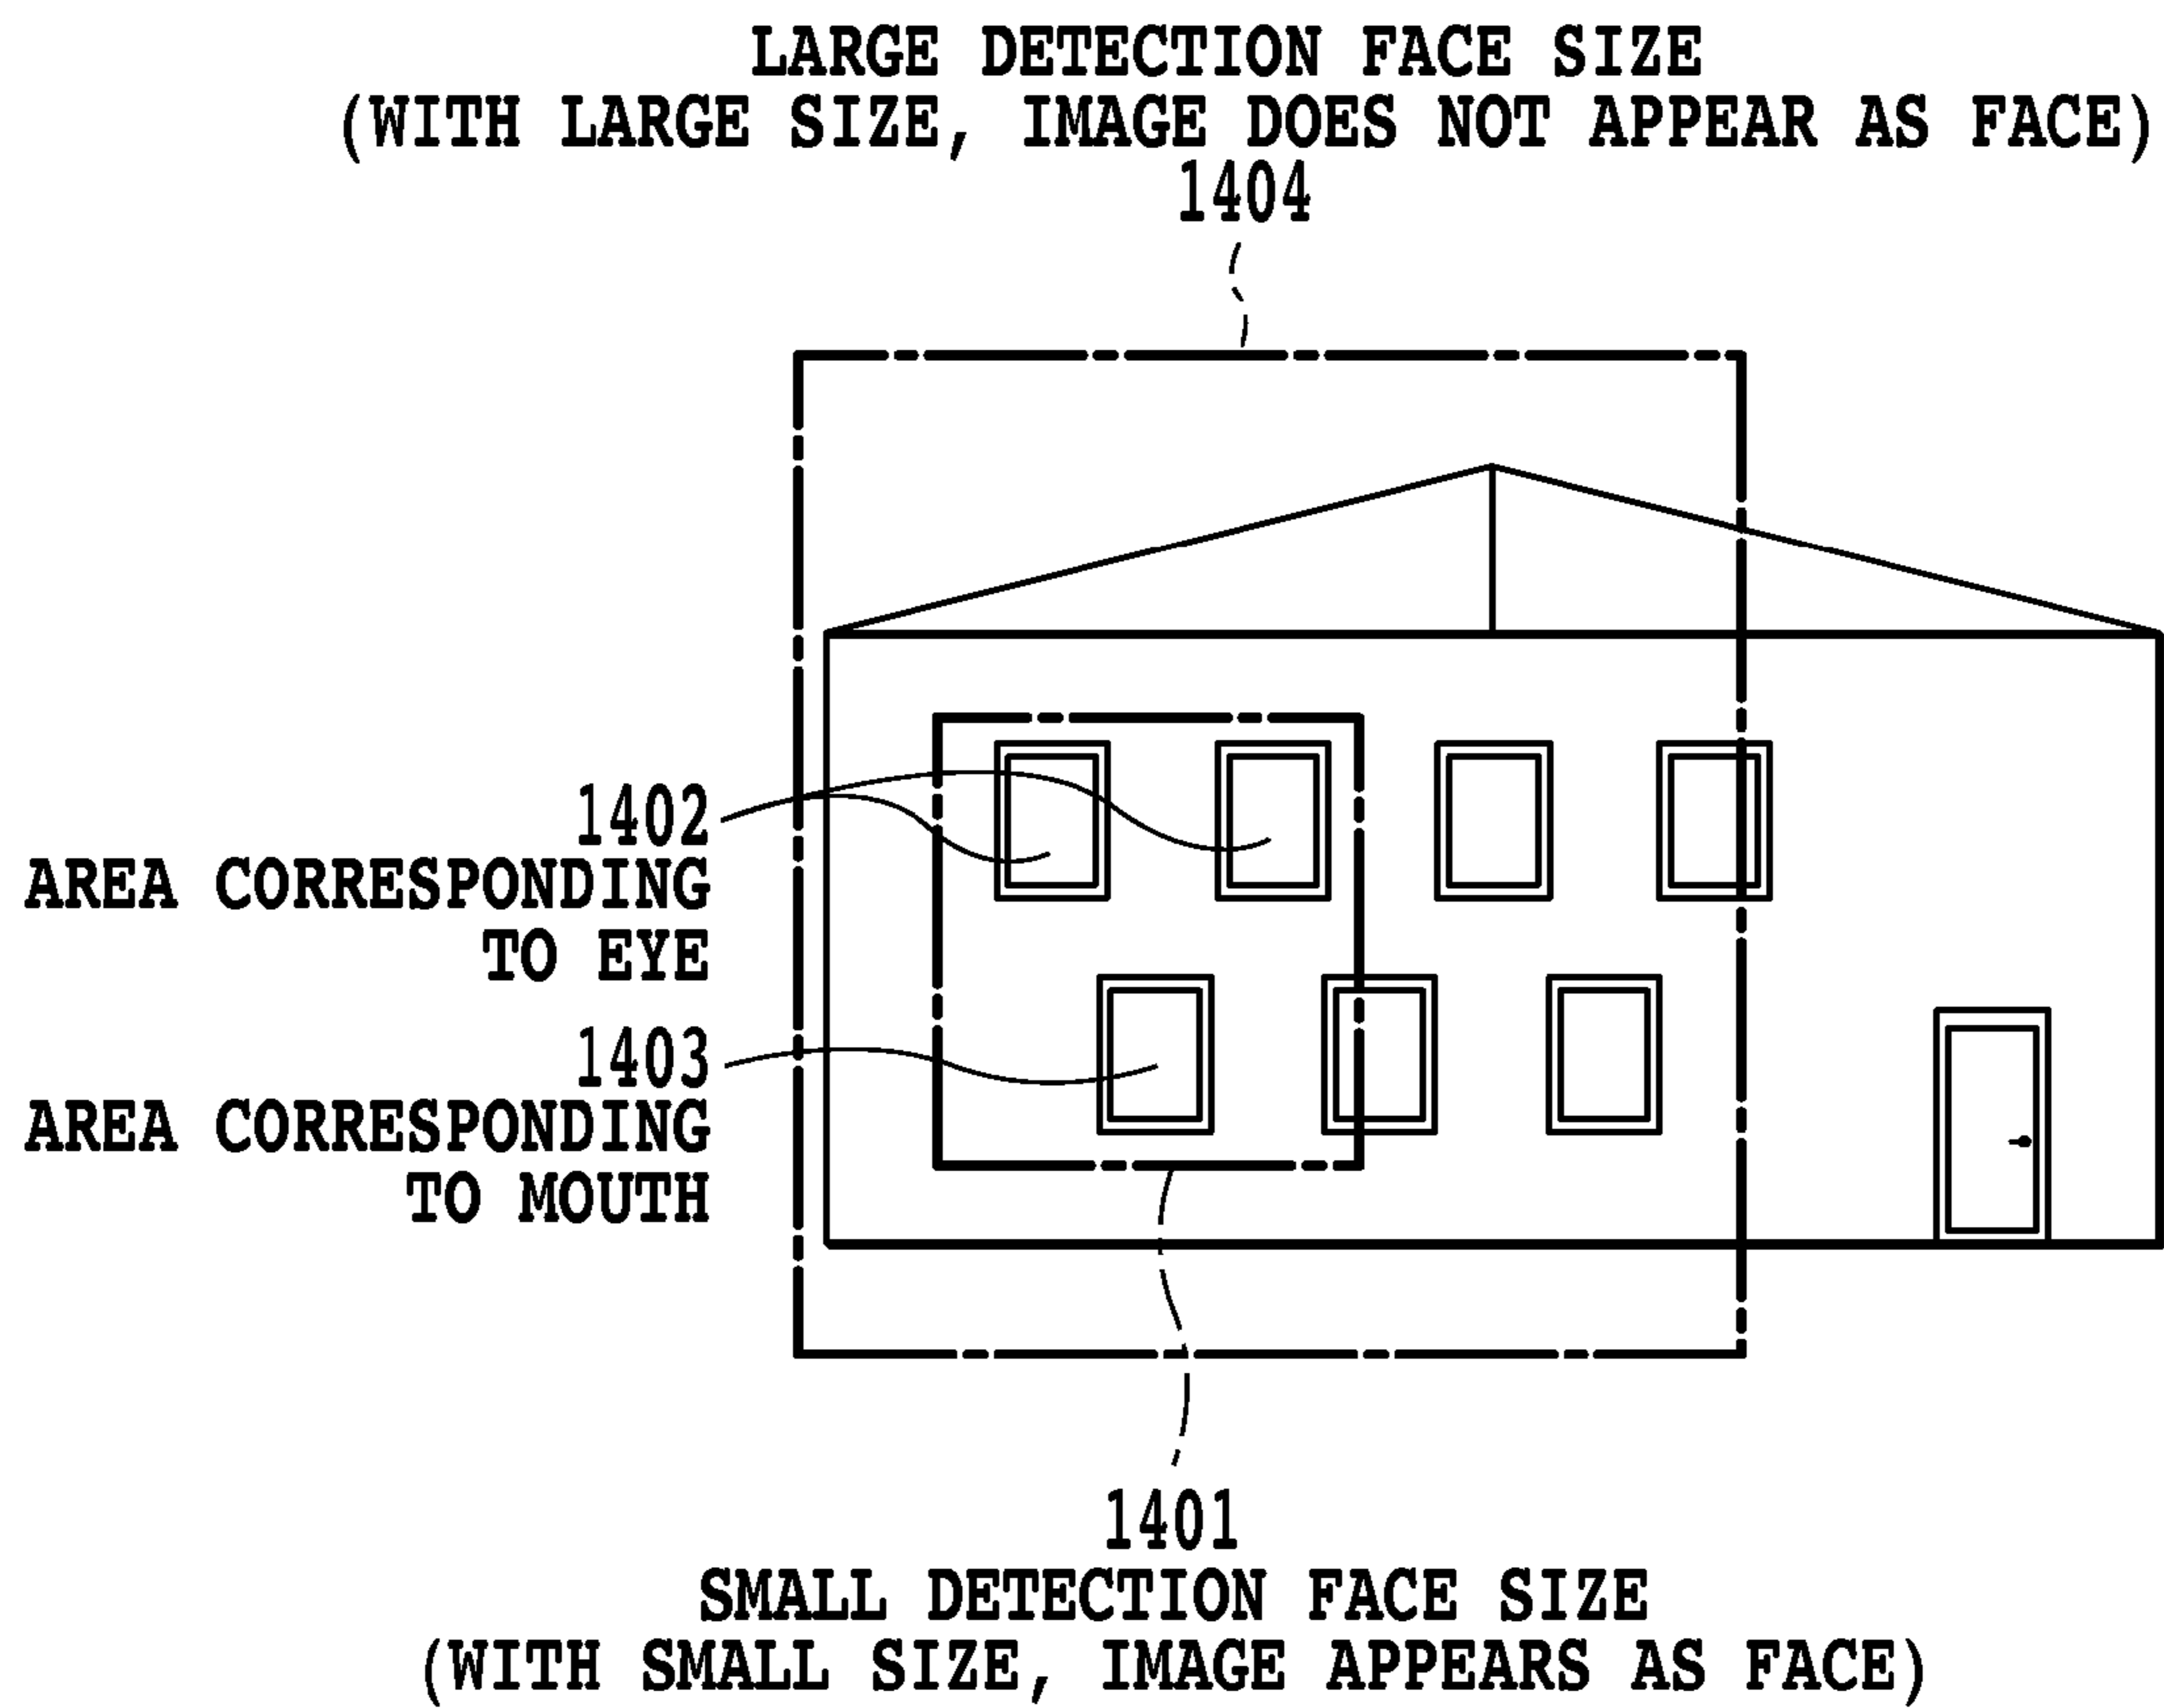 LARGE DETECTION FACE SIZE
(WITH LARGE SIZE, IMAGE DOES NOT APPEAR AS FACE)
1404
1402
AREA CORRESPONDING
TO EYE
1403
AREA CORRESPONDING
TO MOUTH
1401
SMALL DETECTION FACE SIZE
(WITH SMALL SIZE, IMAGE APPEARS AS FACE)